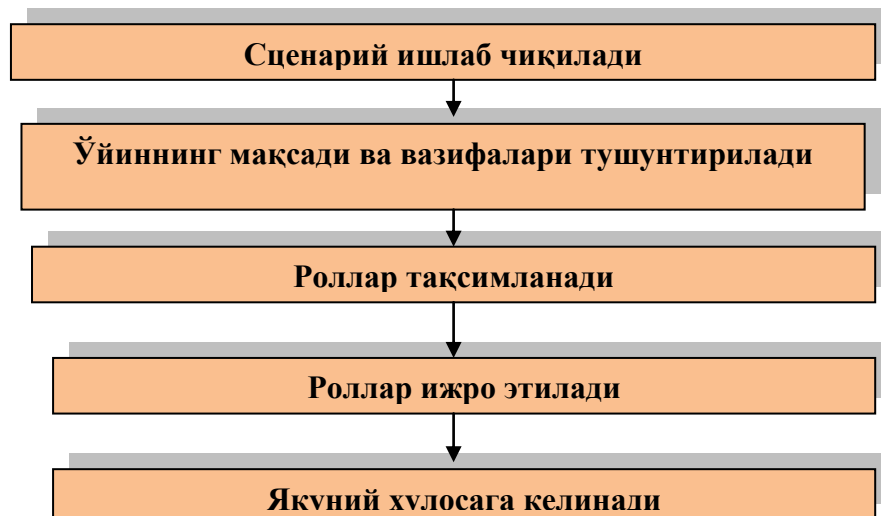 Сценарий ишлаб чиқилади
Ўйиннинг мақсади ва вазифалари тушунтирилади
Роллар тақсимланади
Роллар ижро этилади
Якуний хулосага келинади